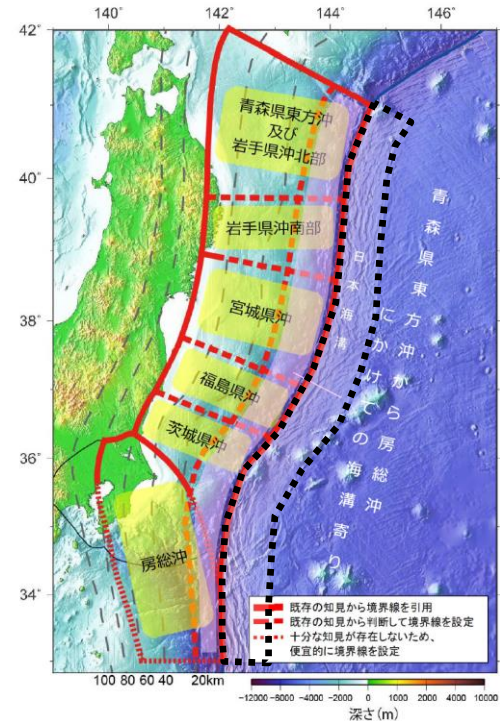 140°
142°
144°
146°
42°
40°
38°
36°
34°
青森県東方沖
及び
岩手県沖北部
岩手県沖南部
宮城県沖
福島県沖
茨城県沖
房総沖
日本海溝
青森県東方沖から房総沖
にかけての海溝寄り
既存の知見から境界線を引用
既存の知見から判断して境界線を設定
十分な知見が存在しないため、
便宜的に境界線を設定
100 80 60 40 20km
-12000 -8000 -6000 -4000 -2000 0 2000 4000 6000 8000 10000
深さ(m)